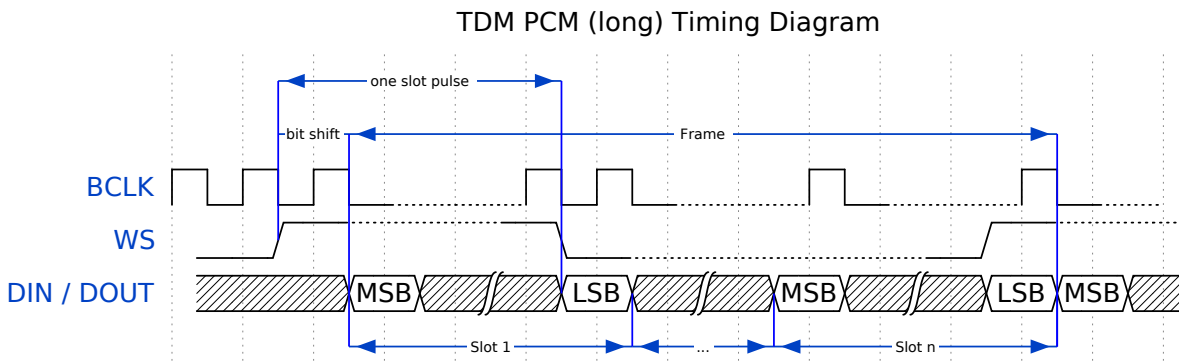 TDM PCM (long) Timing Diagram
one slot pulse
bit shift
Frame
BCLK
WS
DIN / DOUT
MSB
LSB
MSB
LSB
MSB
Slot 1
...
Slot n